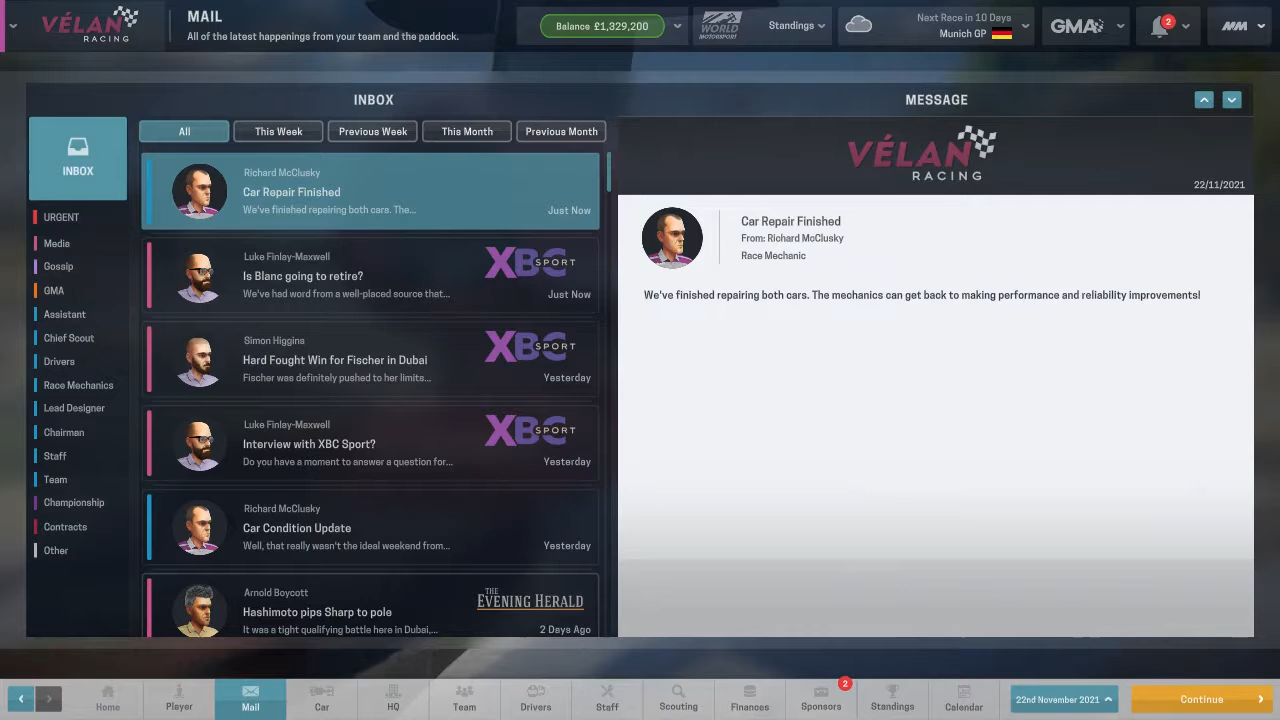 VÉLAN
RACING
MAIL
All of the latest happenings from your team and the paddock.
Balance £1,329,200
WORLD
MOTORSPORT
Standings
Next Race in 10 Days
Munich GP
GMA
2
INBOX
MESSAGE
INBOX
URGENT
Media
Gossip
GMA
Assistant
Chief Scout
Drivers
Race Mechanics
Lead Designer
Chairman
Staff
Team
Championship
Contracts
Other
All
This Week
Previous Week
This Month
Previous Month
Richard McClusky
Car Repair Finished
We've finished repairing both cars. The...
Just Now
Luke Finlay-Maxwell
Is Blanc going to retire?
We've had word from a well-placed source that...
XBC SPORT
Just Now
Simon Higgins
Hard Fought Win for Fischer in Dubai
Fischer was definitely pushed to her limits...
XBC SPORT
Yesterday
Luke Finlay-Maxwell
Interview with XBC Sport?
Do you have a moment to answer a question for...
XBC SPORT
Yesterday
Richard McClusky
Car Condition Update
Well, that really wasn't the ideal weekend from...
Yesterday
Arnold Boycott
Hashimoto pips Sharp to pole
It was a tight qualifying battle here in Dubai,...
THE
EVENING HERALD
2 Days Ago
VÉLAN
RACING
22/11/2021
Car Repair Finished
From: Richard McClusky
Race Mechanic
We've finished repairing both cars. The mechanics can get back to making performance and reliability improvements!
Home
Player
Mail
Car
HQ
Team
Drivers
Staff
Scouting
Finances
2
Sponsors
Standings
Calendar
22nd November 2021
Continue